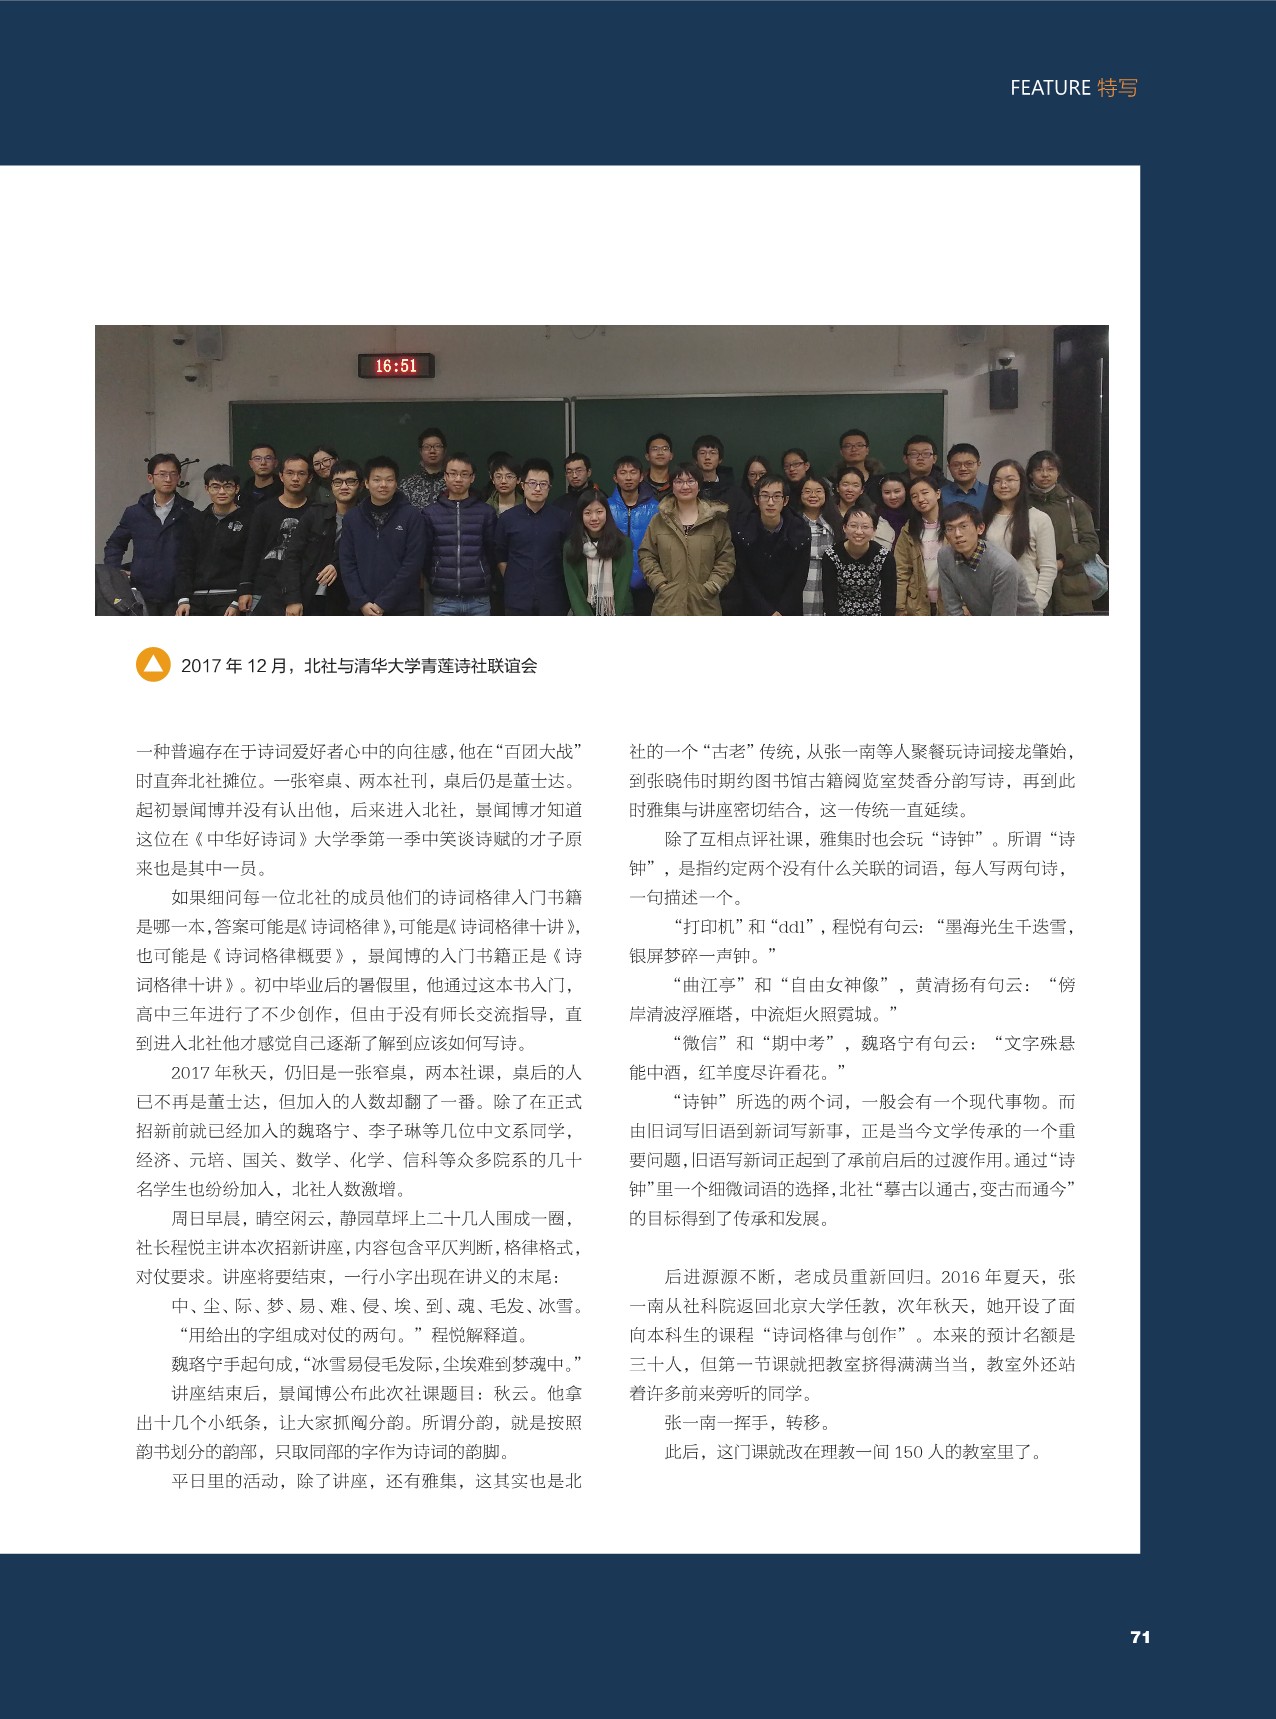 FEATURE 特写
16:51
2017 年 12 月，北社与清华大学青莲诗社联谊会
一种普遍存在于诗词爱好者心中的向往感，他在“百团大战”
时直奔北社摊位。一张窄桌、两本社刊，桌后仍是董士达。
起初景闻博并没有认出他，后来进入北社，景闻博才知道
这位在《中华好诗词》大学季第一季中笑谈诗赋的才子原
来也是其中一员。
如果细问每一位北社的成员他们的诗词格律入门书籍
是哪一本，答案可能是《诗词格律》，可能是《诗词格律十讲》，
也可能是《诗词格律概要》，景闻博的入门书籍正是《诗
词格律十讲》。初中毕业后的暑假里，他通过这本书入门，
高中三年进行了不少创作，但由于没有师长交流指导，直
到进入北社他才感觉自己逐渐了解到应该如何写诗。
2017 年秋天，仍旧是一张窄桌，两本社课，桌后的人
已不再是董士达，但加入的人数却翻了一番。除了在正式
招新前就已经加入的魏珞宁、李子琳等几位中文系同学，
经济、元培、国关、数学、化学、信科等众多院系的几十
名学生也纷纷加入，北社人数激增。
周日早晨，晴空闲云，静园草坪上二十几人围成一圈，
社长程悦主讲本次招新讲座，内容包含平仄判断，格律格式，
对仗要求。讲座将要结束，一行小字出现在讲义的末尾：
中、尘、际、梦、易、难、侵、埃、到、魂、毛发、冰雪。
“用给出的字组成对仗的两句。”程悦解释道。
魏珞宁手起句成，“冰雪易侵毛发际，尘埃难到梦魂中。”
讲座结束后，景闻博公布此次社课题目：秋云。他拿
出十几个小纸条，让大家抓阄分韵。所谓分韵，就是按照
韵书划分的韵部，只取同部的字作为诗词的韵脚。
平日里的活动，除了讲座，还有雅集，这其实也是北
社的一个“古老”传统，从张一南等人聚餐玩诗词接龙肇始，
到张晓伟时期约图书馆古籍阅览室焚香分韵写诗，再到此
时雅集与讲座密切结合，这一传统一直延续。
除了互相点评社课，雅集时也会玩“诗钟”。所谓“诗
钟”，是指约定两个没有什么关联的词语，每人写两句诗，
一句描述一个。
“打印机”和“ddl”，程悦有句云：“墨海光生千迭雪，
银屏梦碎一声钟。”
“曲江亭”和“自由女神像”，黄清扬有句云：“傍
岸清波浮雁塔，中流炬火照霓城。”
“微信”和“期中考”，魏珞宁有句云：“文字殊悬
能中酒，红羊度尽许看花。”
“诗钟”所选的两个词，一般会有一个现代事物。而
由旧词写旧语到新词写新事，正是当今文学传承的一个重
要问题，旧语写新词正起到了承前启后的过渡作用。通过“诗
钟”里一个细微词语的选择，北社“摹古以通古，变古而通今”
的目标得到了传承和发展。
后进源源不断，老成员重新回归。2016 年夏天，张
一南从社科院返回北京大学任教，次年秋天，她开设了面
向本科生的课程“诗词格律与创作”。本来的预计名额是
三十人，但第一节课就把教室挤得满满当当，教室外还站
着许多前来旁听的同学。
张一南一挥手，转移。
此后，这门课就改在理教一间 150 人的教室里了。
71